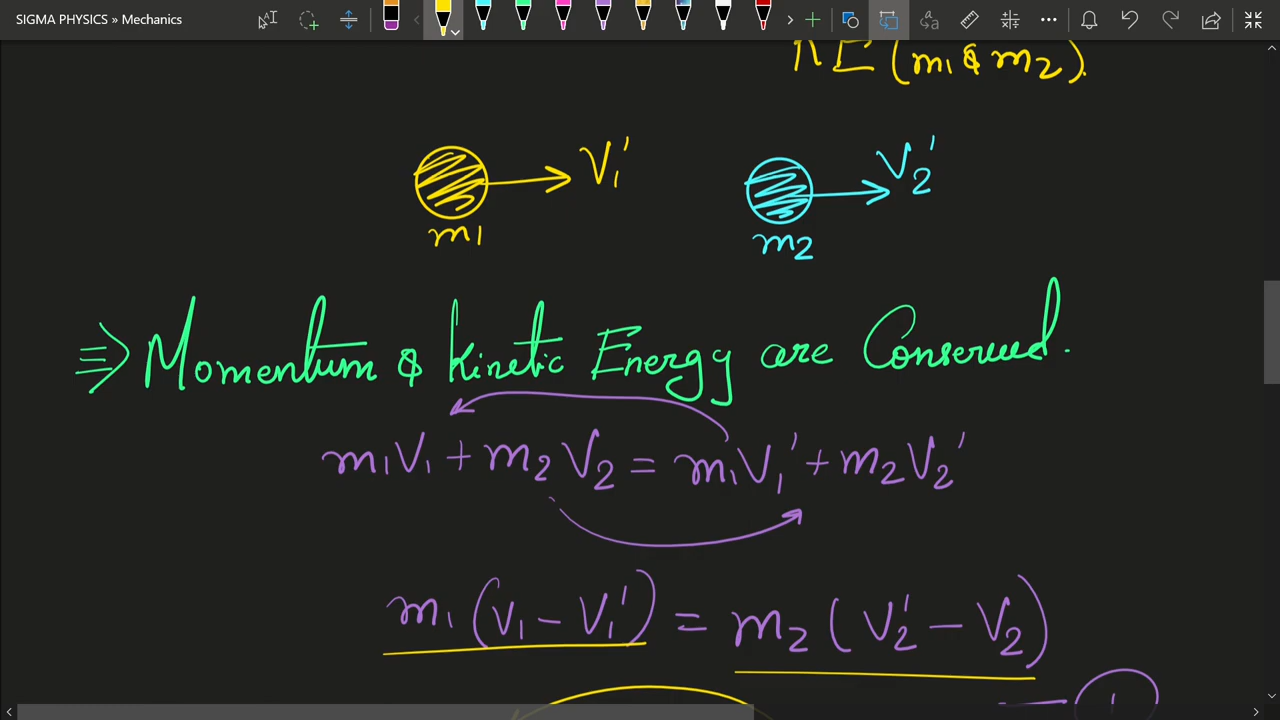 SIGMA PHYSICS » Mechanics
KE (m1 & m2).
V1' V2'
m1 m2
⇒ Momentum & Kinetic Energy are Conserved.
m1V1 + m2V2 = m1V1' + m2V2'
m1(V1 - V1') = m2(V2' - V2)